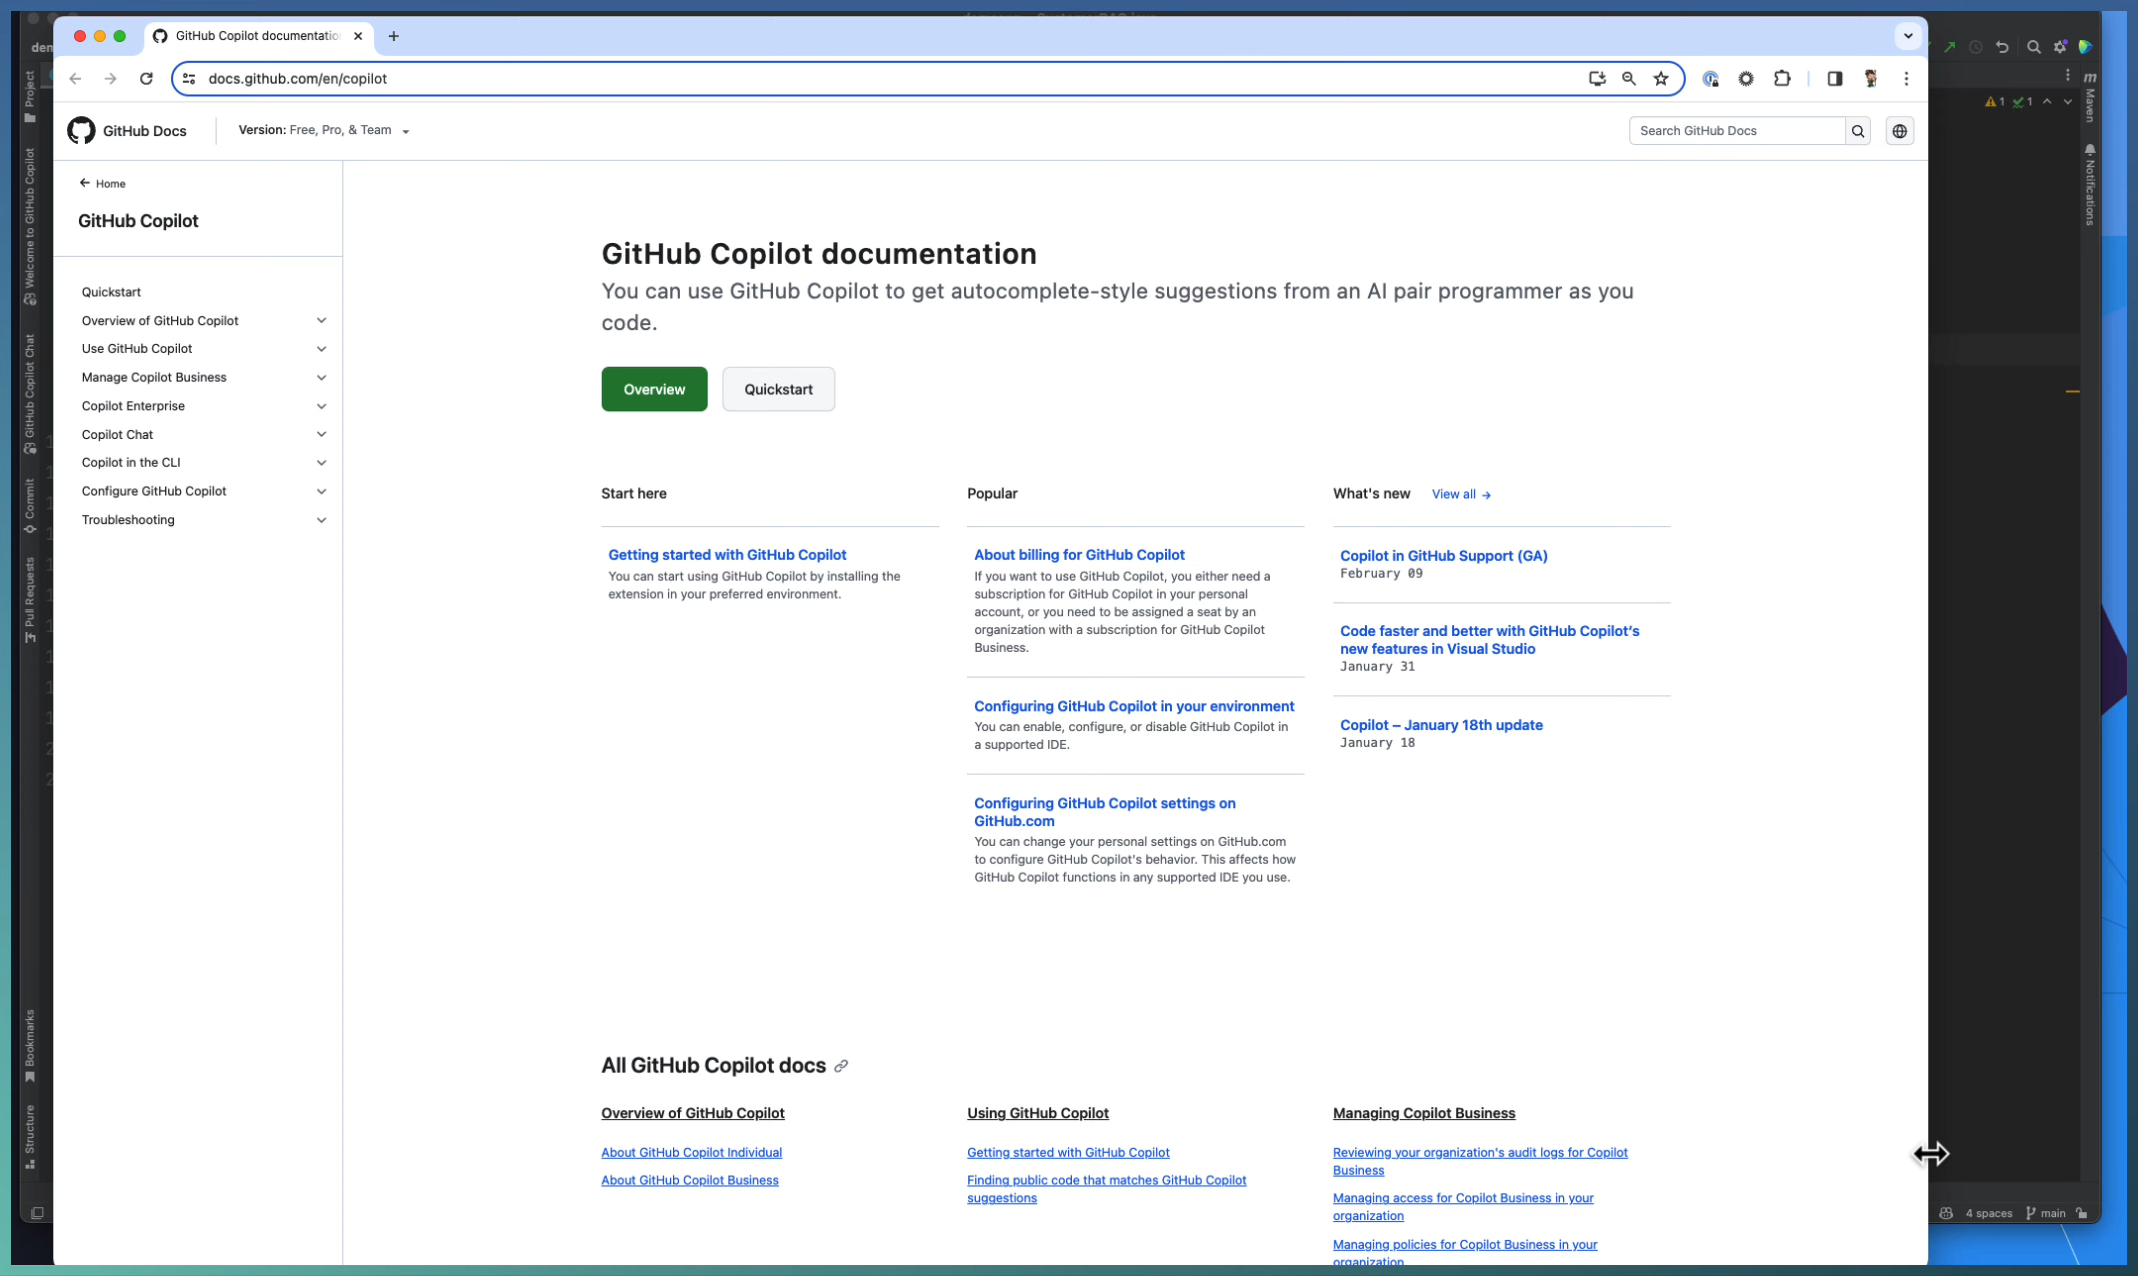 GitHub Copilot documentatio
docs.github.com/en/copilot
GitHub Docs
Version: Free, Pro, & Team
Search GitHub Docs
Home
GitHub Copilot
Quickstart
Overview of GitHub Copilot
Use GitHub Copilot
Manage Copilot Business
Copilot Enterprise
Copilot Chat
Copilot in the CLI
Configure GitHub Copilot
Troubleshooting
GitHub Copilot documentation
You can use GitHub Copilot to get autocomplete-style suggestions from an AI pair programmer as you
code.
Overview
Quickstart
Start here
Getting started with GitHub Copilot
You can start using GitHub Copilot by installing the
extension in your preferred environment.
Popular
About billing for GitHub Copilot
If you want to use GitHub Copilot, you either need a
subscription for GitHub Copilot in your personal
account, or you need to be assigned a seat by an
organization with a subscription for GitHub Copilot
Business.
Configuring GitHub Copilot in your environment
You can enable, configure, or disable GitHub Copilot in
a supported IDE.
Configuring GitHub Copilot settings on
GitHub.com
You can change your personal settings on GitHub.com
to configure GitHub Copilot's behavior. This affects how
GitHub Copilot functions in any supported IDE you use.
What's new
View all →
Copilot in GitHub Support (GA)
February 09
Code faster and better with GitHub Copilot's
new features in Visual Studio
January 31
Copilot – January 18th update
January 18
All GitHub Copilot docs
Overview of GitHub Copilot
About GitHub Copilot Individual
About GitHub Copilot Business
Using GitHub Copilot
Getting started with GitHub Copilot
Finding public code that matches GitHub Copilot
suggestions
Managing Copilot Business
Reviewing your organization's audit logs for Copilot
Business
Managing access for Copilot Business in your
organization
Managing policies for Copilot Business in your
organization
den
Project
Welcome to GitHub Copilot
GitHub Copilot Chat
Commit
Pull Requests
Bookmarks
Structure
1
1
m
Maven
Notifications
4 spaces
main